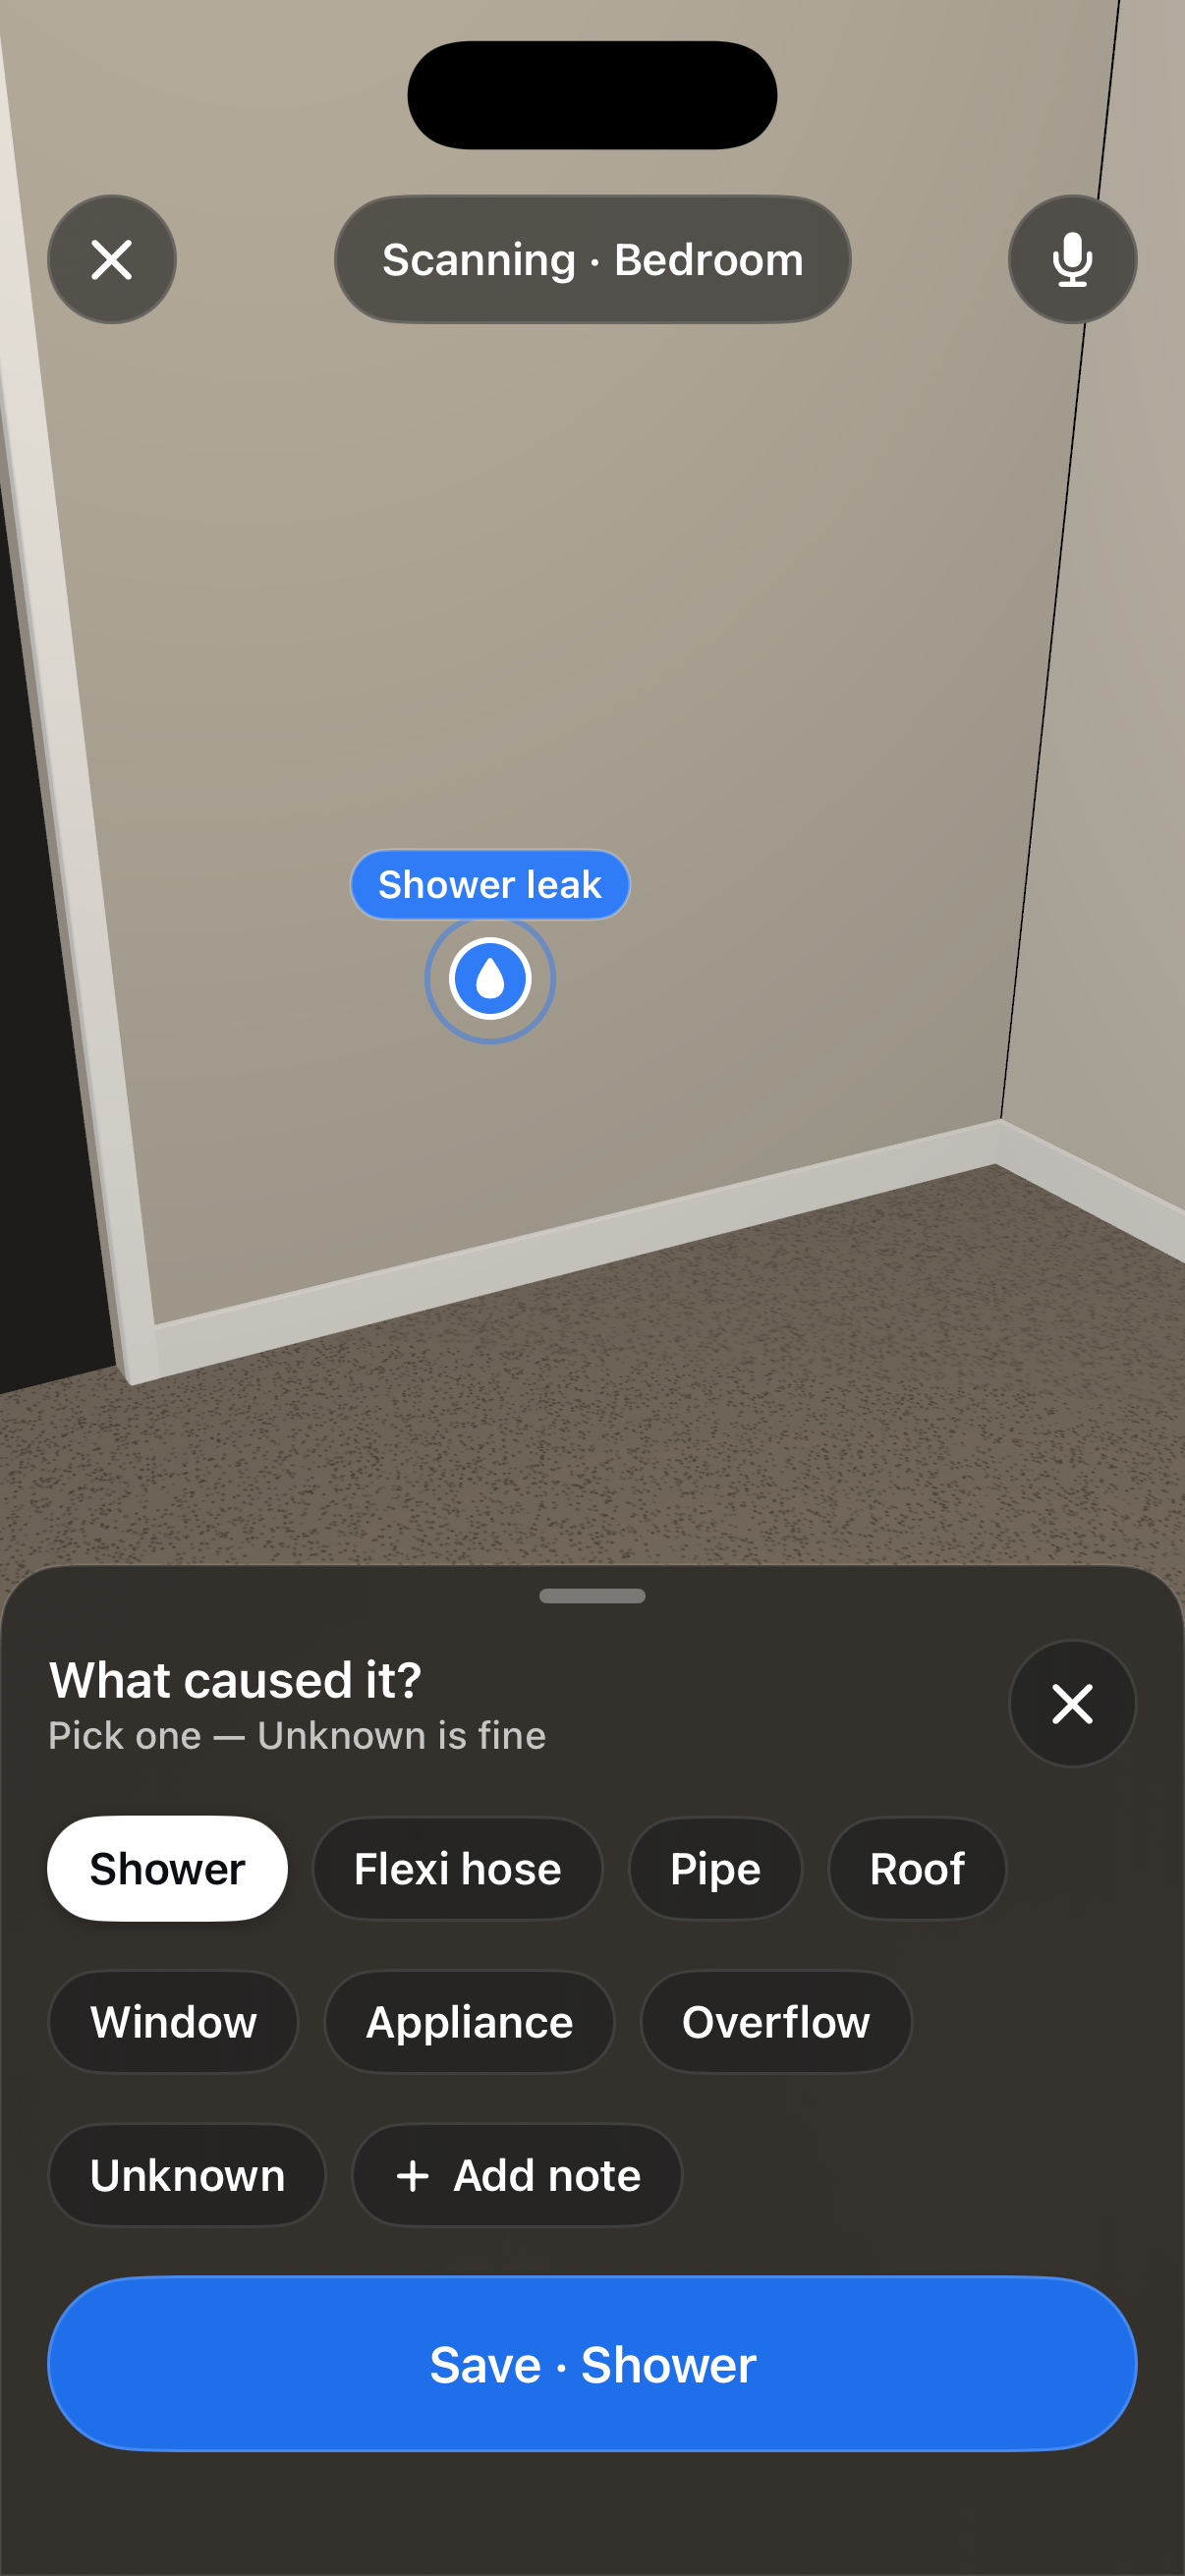 Scanning · Bedroom
Shower leak
What caused it?
Pick one — Unknown is fine
Shower Flexi hose Pipe Roof
Window Appliance Overflow
Unknown + Add note
Save · Shower